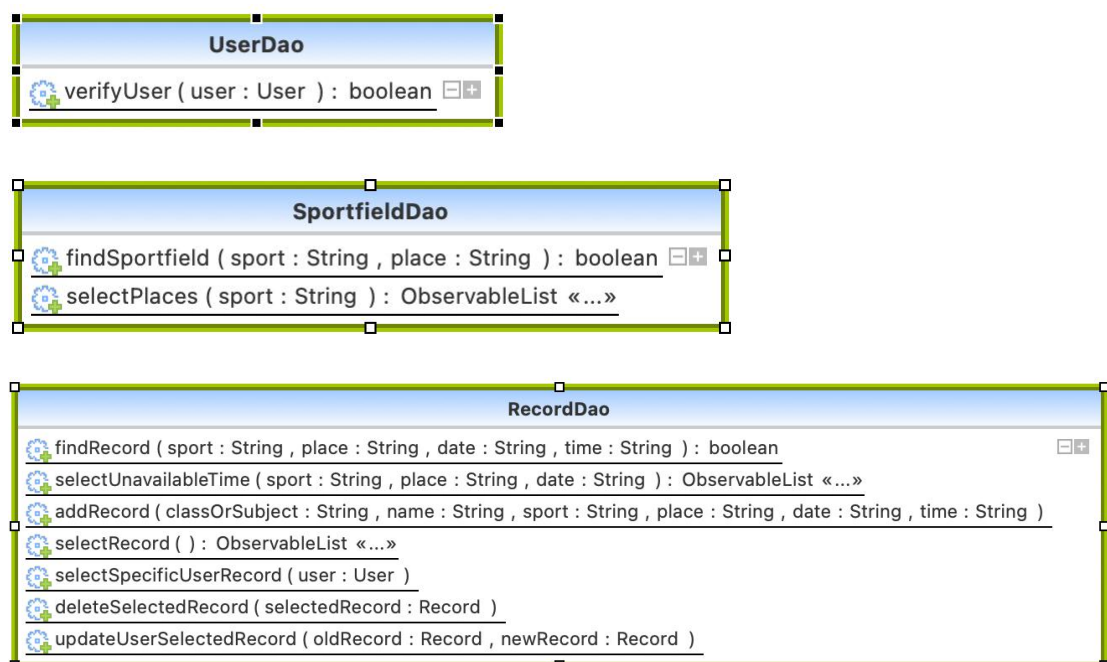 UserDao
verifyUser ( user : User ) : boolean
SportfieldDao
findSportfield ( sport : String , place : String ) : boolean
selectPlaces ( sport : String ) : ObservableList «...»
RecordDao
findRecord ( sport : String , place : String , date : String , time : String ) : boolean
selectUnavailableTime ( sport : String , place : String , date : String ) : ObservableList «...»
addRecord ( classOrSubject : String , name : String , sport : String , place : String , date : String , time : String )
selectRecord ( ) : ObservableList «...»
selectSpecificUserRecord ( user : User )
deleteSelectedRecord ( selectedRecord : Record )
updateUserSelectedRecord ( oldRecord : Record , newRecord : Record )